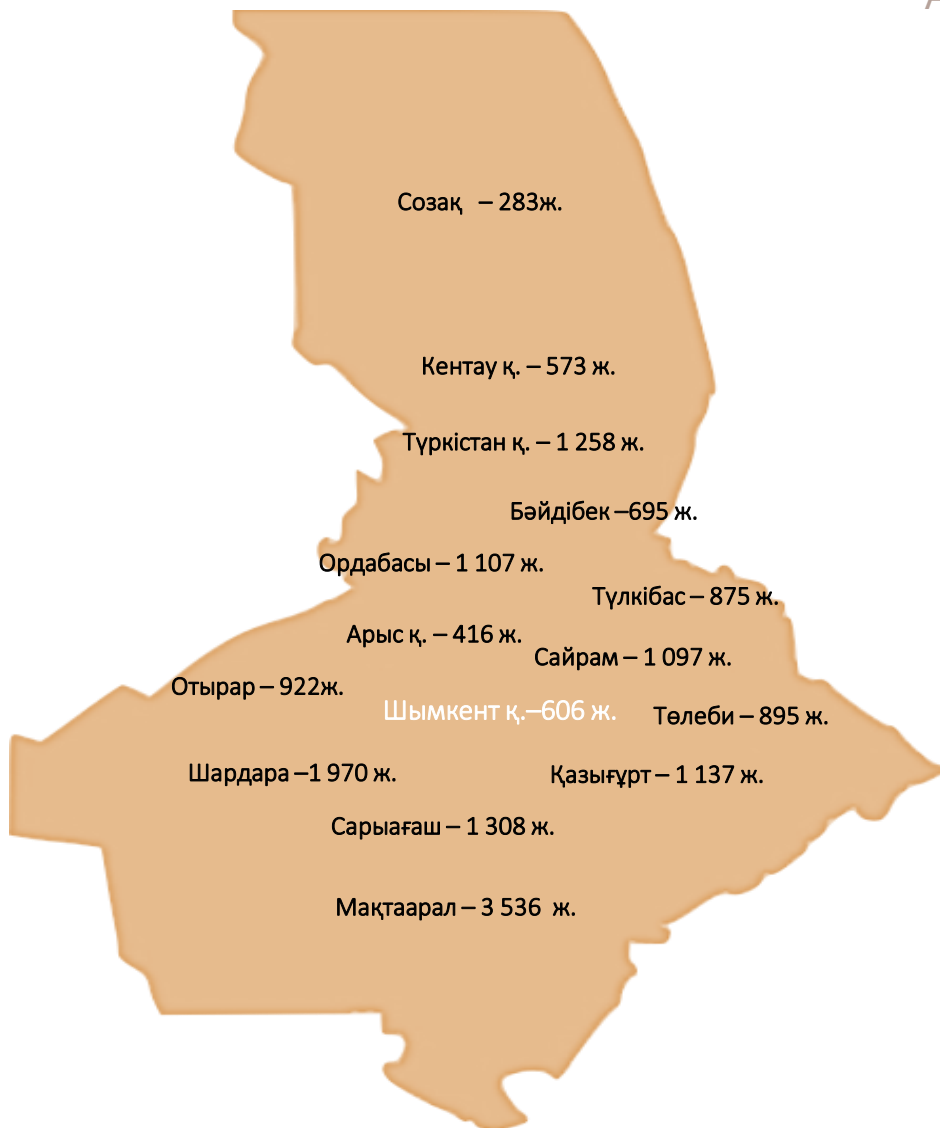 Созақ – 283ж.
Кентау қ. – 573 ж.
Түркістан қ. – 1 258 ж.
Бәйдібек –695 ж.
Ордабасы – 1 107 ж.
Түлкібас – 875 ж.
Арыс қ. – 416 ж.
Сайрам – 1 097 ж.
Отырар – 922ж.
Шымкент қ.–606 ж.
Төлеби – 895 ж.
Шардара –1 970 ж.
Қазығұрт – 1 137 ж.
Сарыағаш – 1 308 ж.
Мақтаарал – 3 536 ж.